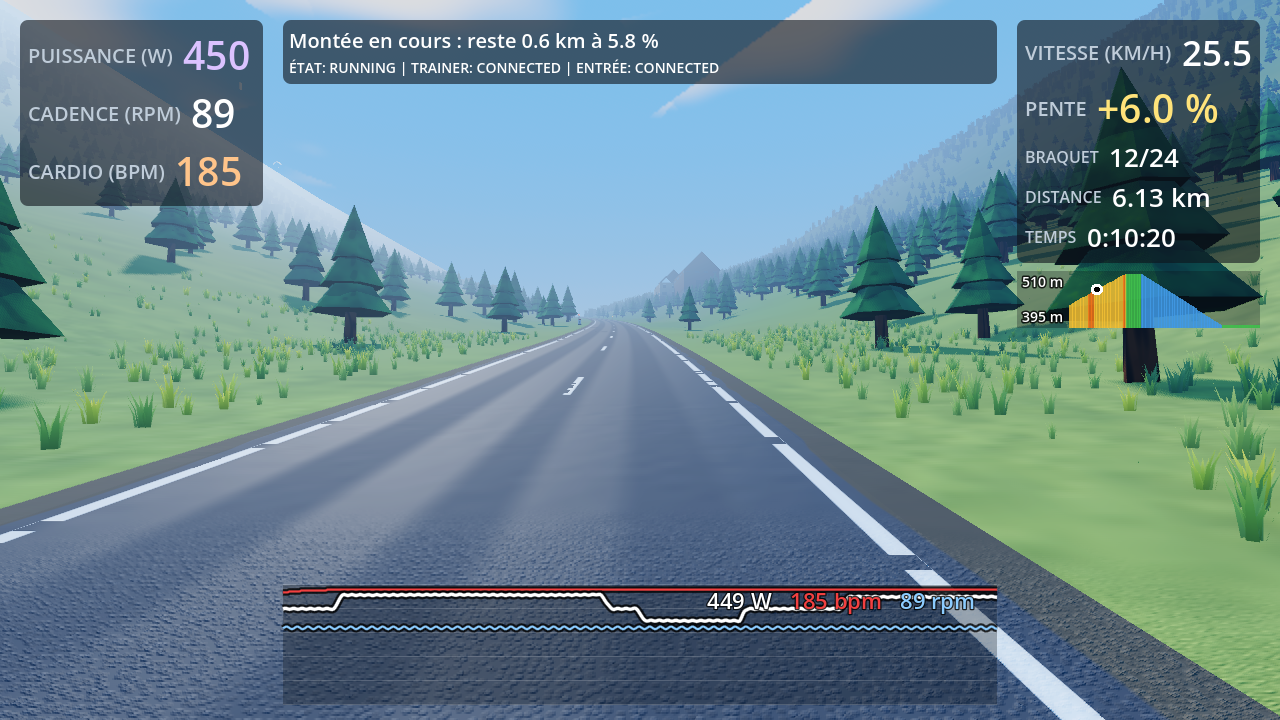 PUISSANCE (W) 450
CADENCE (RPM) 89
CARDIO (BPM) 185
Montée en cours : reste 0.6 km à 5.8 %
ÉTAT: RUNNING | TRAINER: CONNECTED | ENTRÉE: CONNECTED
VITESSE (KM/H) 25.5
PENTE +6.0 %
BRAQUET 12/24
DISTANCE 6.13 km
TEMPS 0:10:20
510 m
395 m
449 W 185 bpm 89 rpm